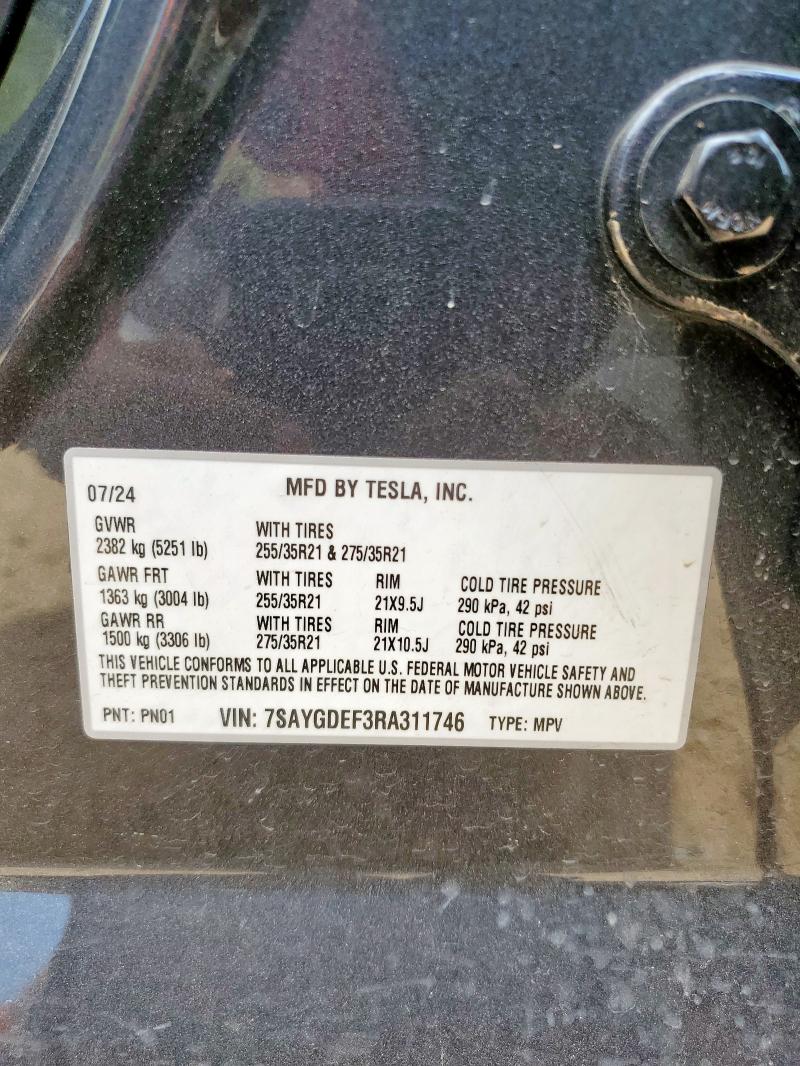 07/24 MFD BY TESLA, INC.
GVWR WITH TIRES
2382 kg (5251 lb) 255/35R21 & 275/35R21
GAWR FRT WITH TIRES RIM COLD TIRE PRESSURE
1363 kg (3004 lb) 255/35R21 21X9.5J 290 kPa, 42 psi
GAWR RR WITH TIRES RIM COLD TIRE PRESSURE
1500 kg (3306 lb) 275/35R21 21X10.5J 290 kPa, 42 psi
THIS VEHICLE CONFORMS TO ALL APPLICABLE U.S. FEDERAL MOTOR VEHICLE SAFETY AND
THEFT PREVENTION STANDARDS IN EFFECT ON THE DATE OF MANUFACTURE SHOWN ABOVE.
PNT: PN01 VIN: 7SAYGDEF3RA311746 TYPE: MPV